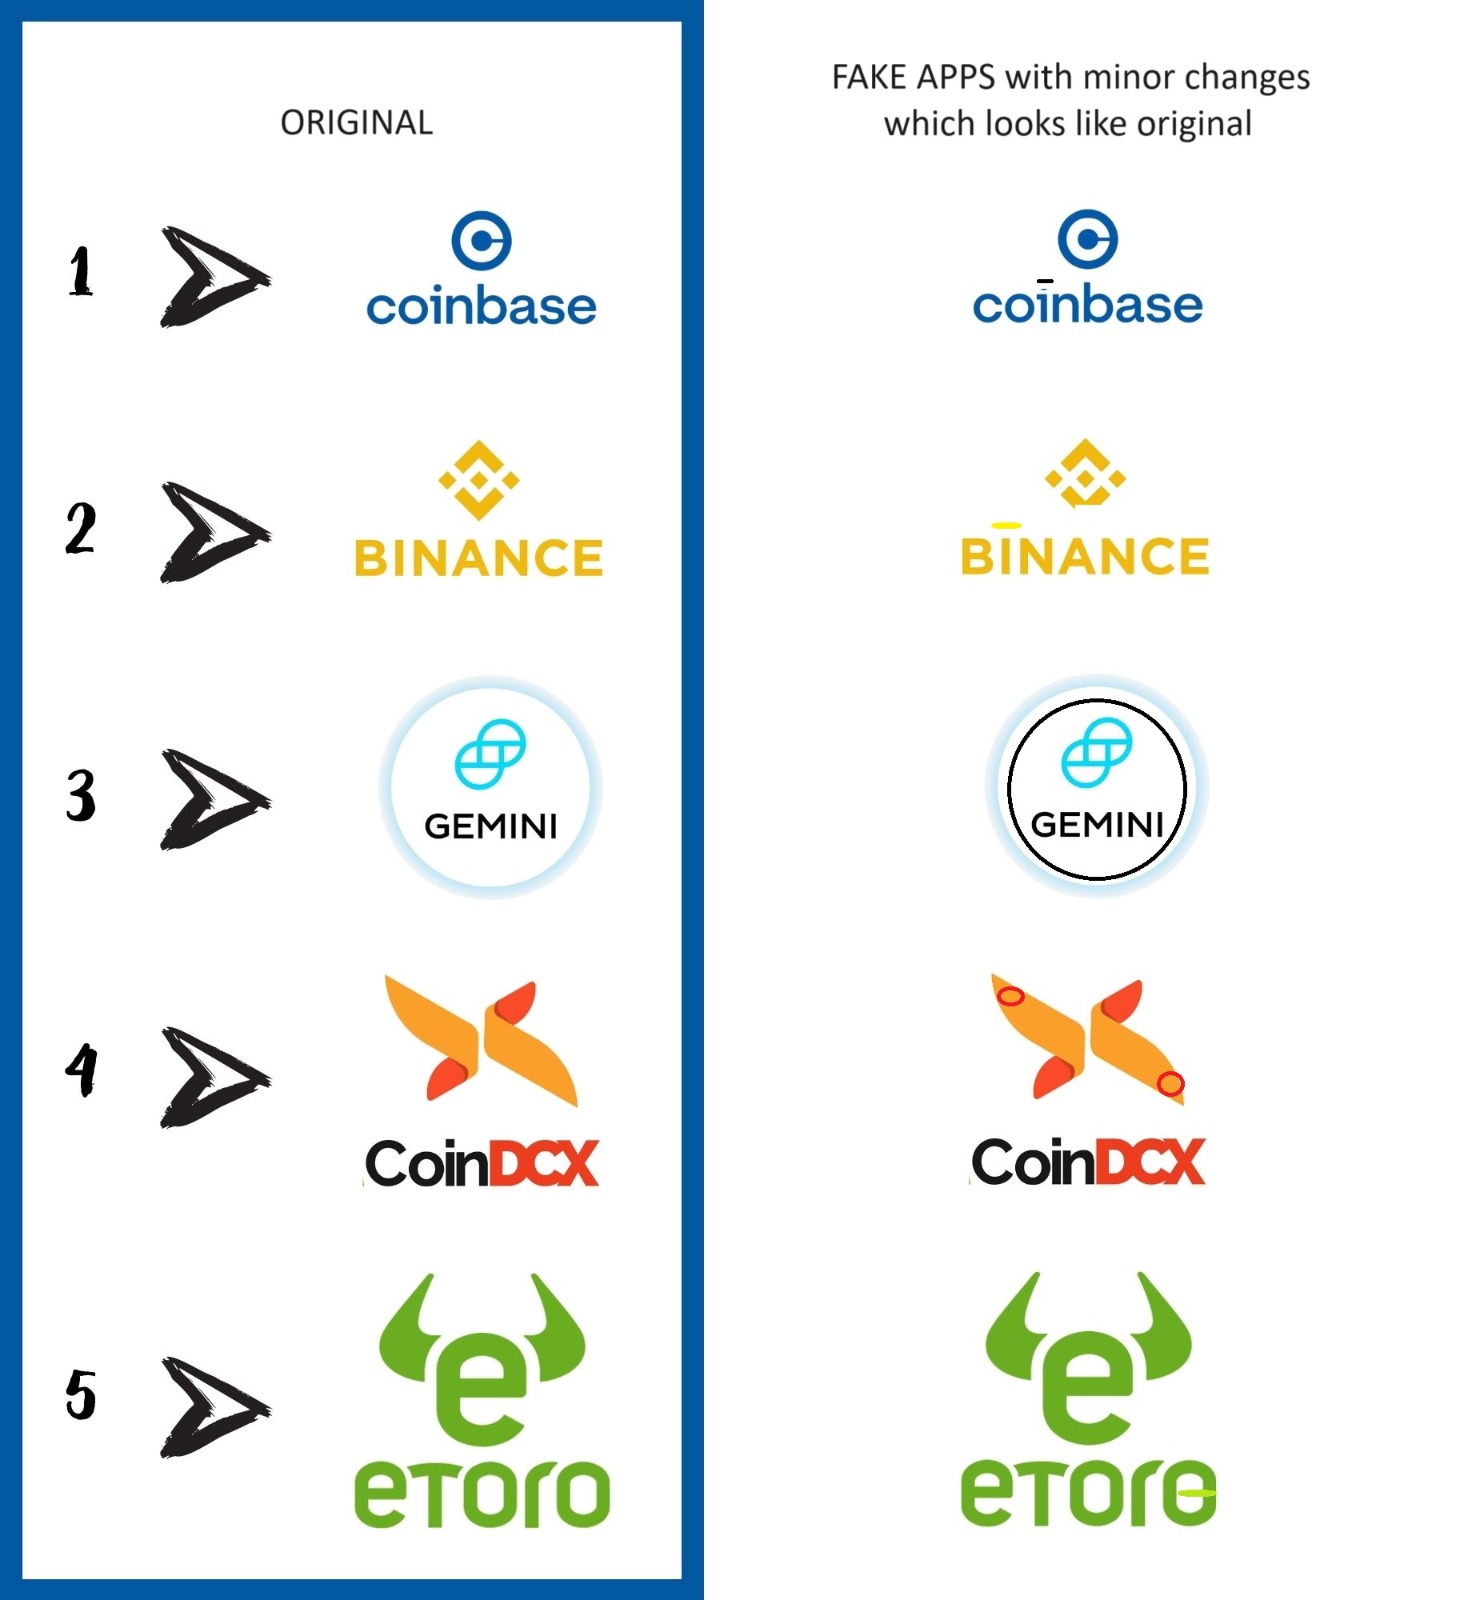 ORIGINAL
FAKE APPS with minor changes
which looks like original
1
coinbase
coinbase
2
BINANCE
BINANCE
3
GEMINI
GEMINI
4
CoinDCX
CoinDCX
5
e
eToro
e
eToro